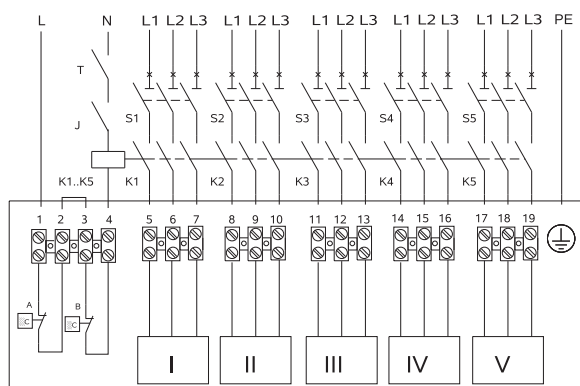 L N L1 L2 L3 L1 L2 L3 L1 L2 L3 L1 L2 L3 L1 L2 L3 PE
T
J
S1 S2 S3 S4 S5
K1..K5 K1 K2 K3 K4 K5
1 2 3 4 5 6 7 8 9 10 11 12 13 14 15 16 17 18 19
A B
°C °C
I II III IV V